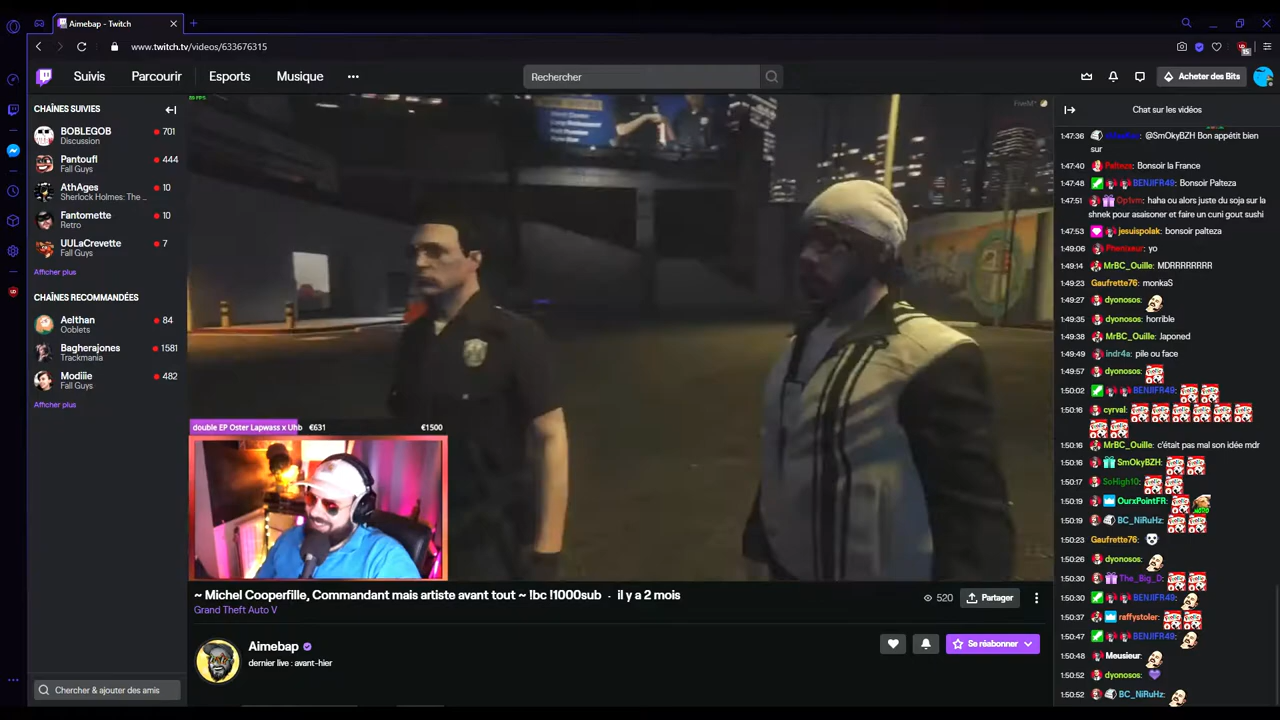 Aimebap - Twitch
www.twitch.tv/videos/633676315
15
Suivis
Parcourir
Esports
Musique
Rechercher
Acheter des Bits
CHAÎNES SUIVIES
BOBLEGOB
701
Discussion
Pantoufl
444
Fall Guys
AthAges
10
Sherlock Holmes: The ...
Fantomette
10
Retro
UULaCrevette
7
Fall Guys
Afficher plus
CHAÎNES RECOMMANDÉES
Aelthan
84
Ooblets
Bagherajones
1581
Trackmania
Modiiie
482
Fall Guys
Afficher plus
Chercher & ajouter des amis
FiveM
double EP Oster Lapwass x Uhb €631 €1500
~ Michel Cooperfille, Commandant mais artiste avant tout ~ !bc !1000sub · il y a 2 mois
Grand Theft Auto V
520
Partager
Aimebap
dernier live : avant-hier
Se réabonner
Chat sur les vidéos
1:47:36 : @SmOkyBZH Bon appétit bien
sur
1:47:40 Palteza: Bonsoir la France
1:47:48 BENJIFR49: Bonsoir Palteza
1:47:51 Op1um: haha ou alors juste du soja sur la
shnek pour asaisoner et faire un cuni gout sushi
1:47:53 jesuispolak: bonsoir palteza
1:49:06 Phenixeur: yo
1:49:14 MrBC_Ouille: MDRRRRRRRR
1:49:23 Gaufrette76: monkaS
1:49:27 dyonosos:
1:49:35 dyonosos: horrible
1:49:38 MrBC_Ouille: Japoned
1:49:49 indr4a: pile ou face
1:49:57 dyonosos:
1:50:02 BENJIFR49:
1:50:16 cyrval:
1:50:16 MrBC_Ouille: c'était pas mal son idée mdr
1:50:16 SmOkyBZH:
1:50:17 SoHigh10:
1:50:19 OurxPointFR:
1:50:19 BC_NiRuHz:
1:50:23 Gaufrette76:
1:50:26 dyonosos:
1:50:30 The_Big_D:
1:50:30 BENJIFR49:
1:50:37 raffystoler:
1:50:47 BENJIFR49:
1:50:48 Meusieur:
1:50:52 dyonosos:
1:50:52 BC_NiRuHz: